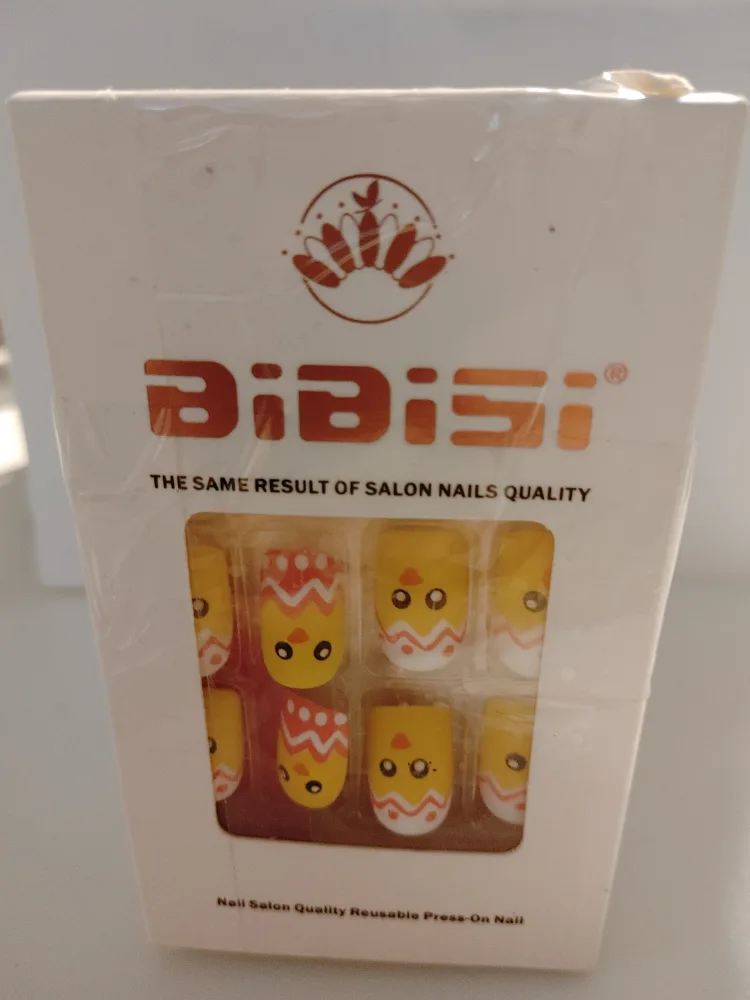 BiBiSi®
THE SAME RESULT OF SALON NAILS QUALITY
Nail Salon Quality Reusable Press-On Nail